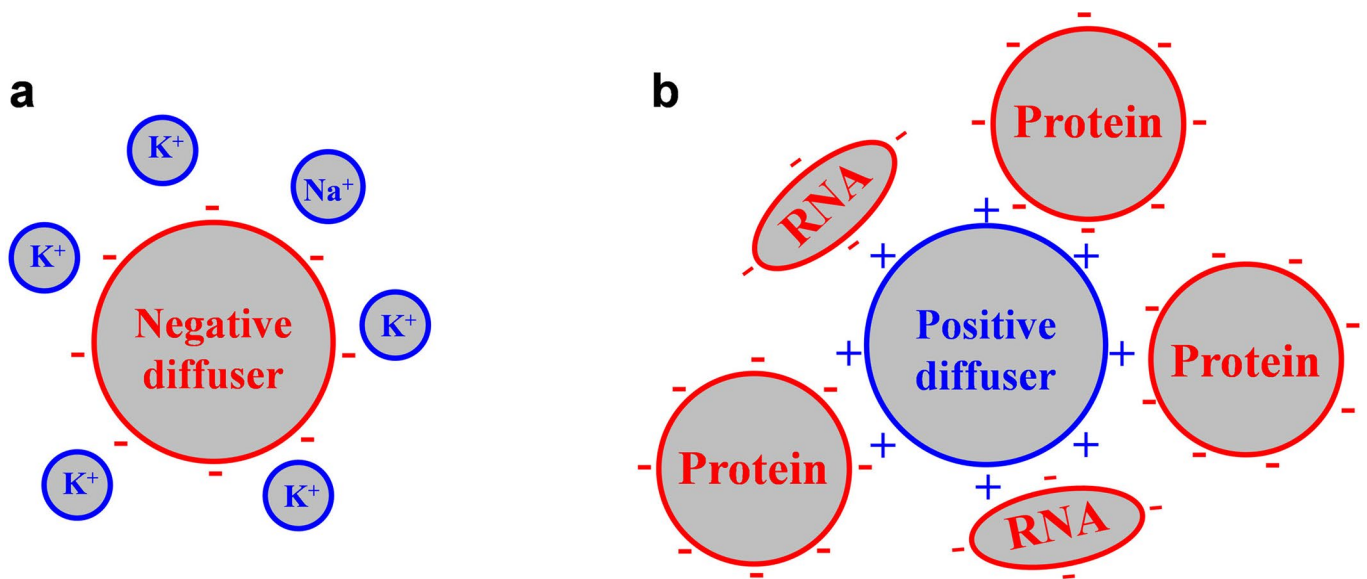 a
K⁺
Na⁺
K⁺
K⁺
Negative
diffuser
K⁺
K⁺
b
Protein
RNA
Positive
diffuser
Protein
Protein
RNA